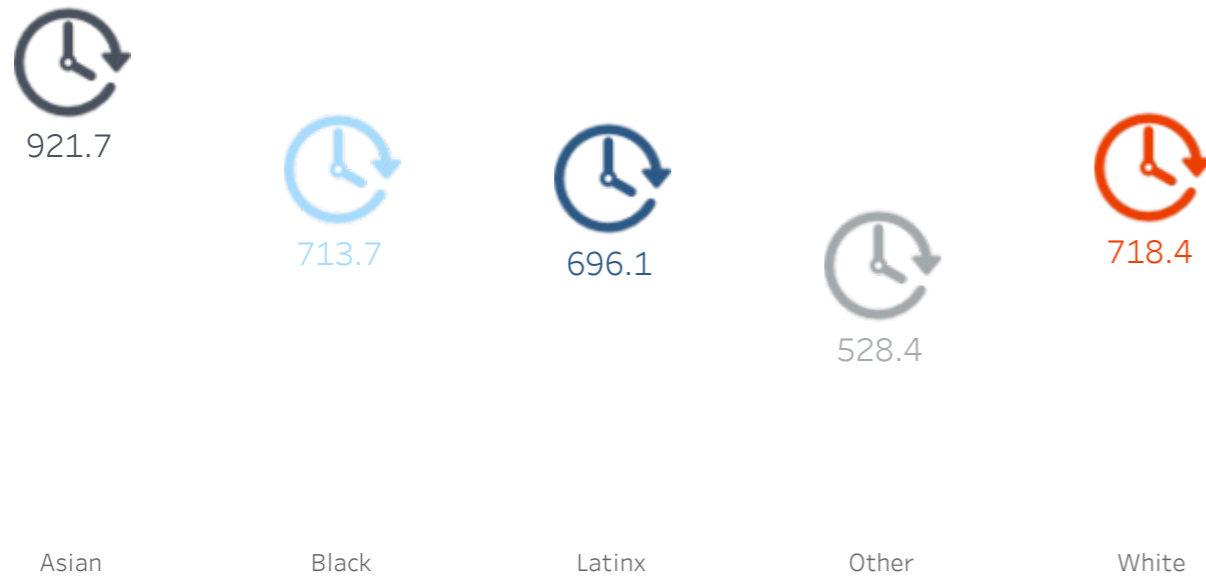 921.7
713.7
696.1
528.4
718.4
Asian
Black
Latinx
Other
White